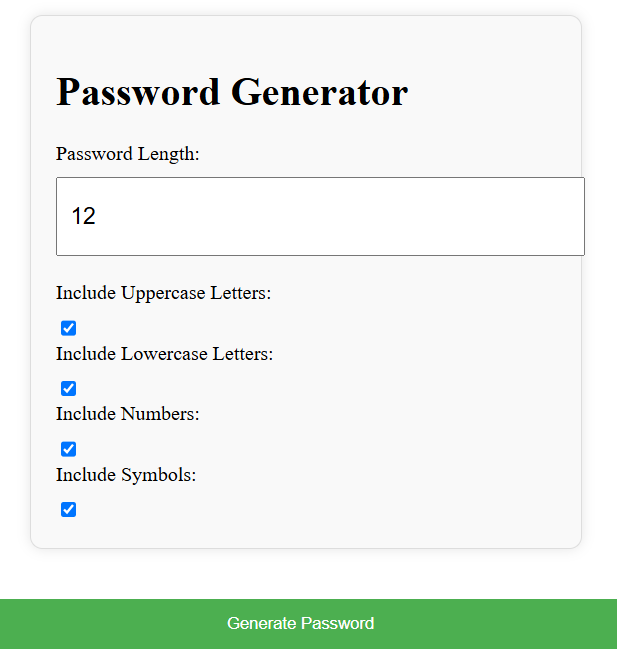 Password Generator
Password Length:
12
Include Uppercase Letters:
Include Lowercase Letters:
Include Numbers:
Include Symbols:
Generate Password